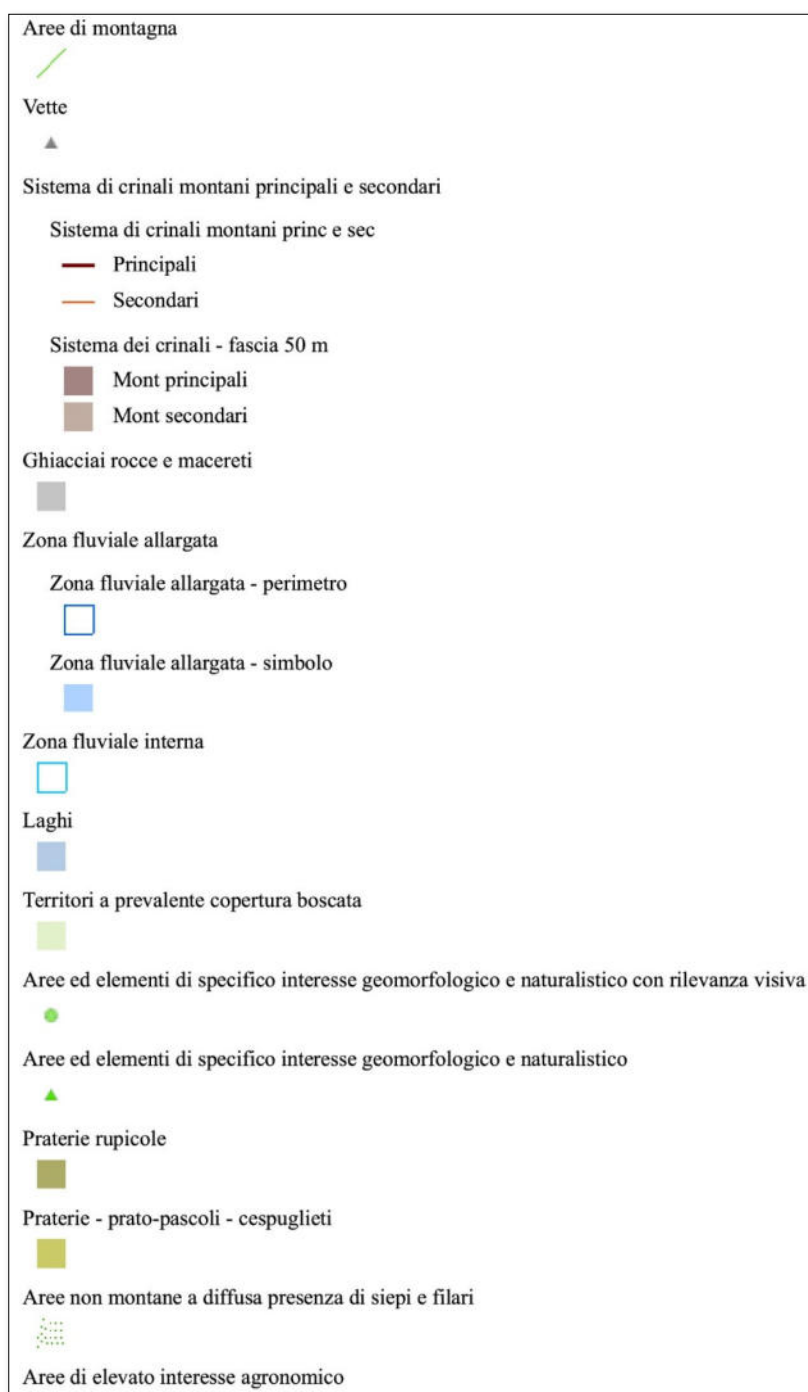 Aree di montagna
Vette
Sistema di crinali montani principali e secondari
Sistema di crinali montani princ e sec
Principali
Secondari
Sistema dei crinali - fascia 50 m
Mont principali
Mont secondari
Ghiacciai rocce e macereti
Zona fluviale allargata
Zona fluviale allargata - perimetro
Zona fluviale allargata - simbolo
Zona fluviale interna
Laghi
Territori a prevalente copertura boscata
Aree ed elementi di specifico interesse geomorfologico e naturalistico con rilevanza visiva
Aree ed elementi di specifico interesse geomorfologico e naturalistico
Praterie rupicole
Praterie - prato-pascoli - cespuglieti
Aree non montane a diffusa presenza di siepi e filari
Aree di elevato interesse agronomico